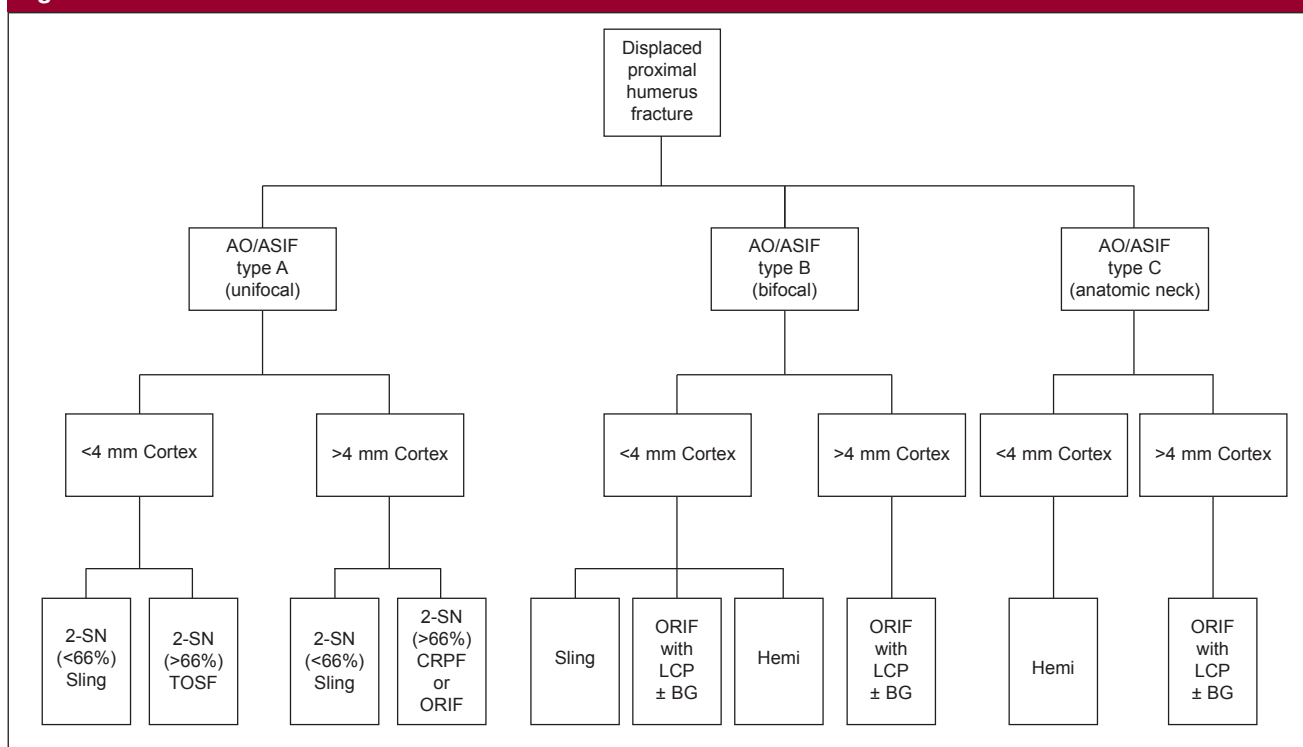 Displaced
proximal
humerus
fracture
AO/ASIF
type A
(unifocal)
AO/ASIF
type B
(bifocal)
AO/ASIF
type C
(anatomic neck)
<4 mm Cortex
>4 mm Cortex
<4 mm Cortex
>4 mm Cortex
<4 mm Cortex
>4 mm Cortex
2-SN
(<66%)
Sling
2-SN
(>66%)
TOSF
2-SN
(<66%)
Sling
2-SN
(>66%)
CRPF
or
ORIF
Sling
ORIF
with
LCP
± BG
Hemi
ORIF
with
LCP
± BG
Hemi
ORIF
with
LCP
± BG